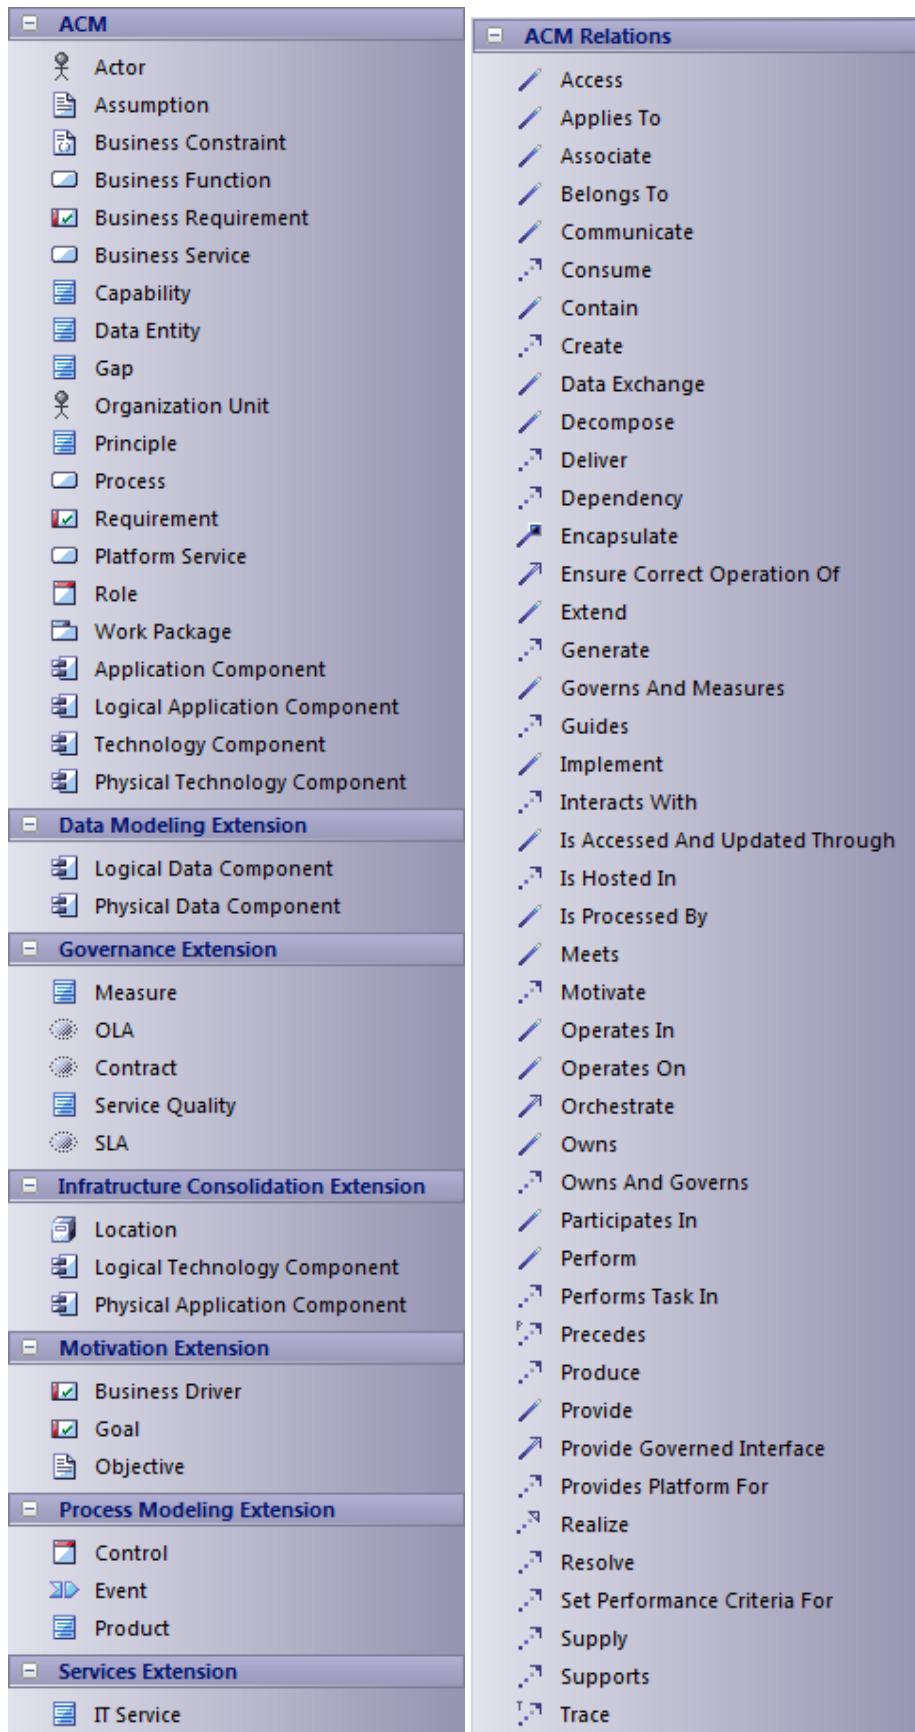 ACM
Actor
Assumption
Business Constraint
Business Function
Business Requirement
Business Service
Capability
Data Entity
Gap
Organization Unit
Principle
Process
Requirement
Platform Service
Role
Work Package
Application Component
Logical Application Component
Technology Component
Physical Technology Component
Data Modeling Extension
Logical Data Component
Physical Data Component
Governance Extension
Measure
OLA
Contract
Service Quality
SLA
Infratructure Consolidation Extension
Location
Logical Technology Component
Physical Application Component
Motivation Extension
Business Driver
Goal
Objective
Process Modeling Extension
Control
Event
Product
Services Extension
IT Service
ACM Relations
Access
Applies To
Associate
Belongs To
Communicate
Consume
Contain
Create
Data Exchange
Decompose
Deliver
Dependency
Encapsulate
Ensure Correct Operation Of
Extend
Generate
Governs And Measures
Guides
Implement
Interacts With
Is Accessed And Updated Through
Is Hosted In
Is Processed By
Meets
Motivate
Operates In
Operates On
Orchestrate
Owns
Owns And Governs
Participates In
Perform
Performs Task In
Precedes
Produce
Provide
Provide Governed Interface
Provides Platform For
Realize
Resolve
Set Performance Criteria For
Supply
Supports
Trace